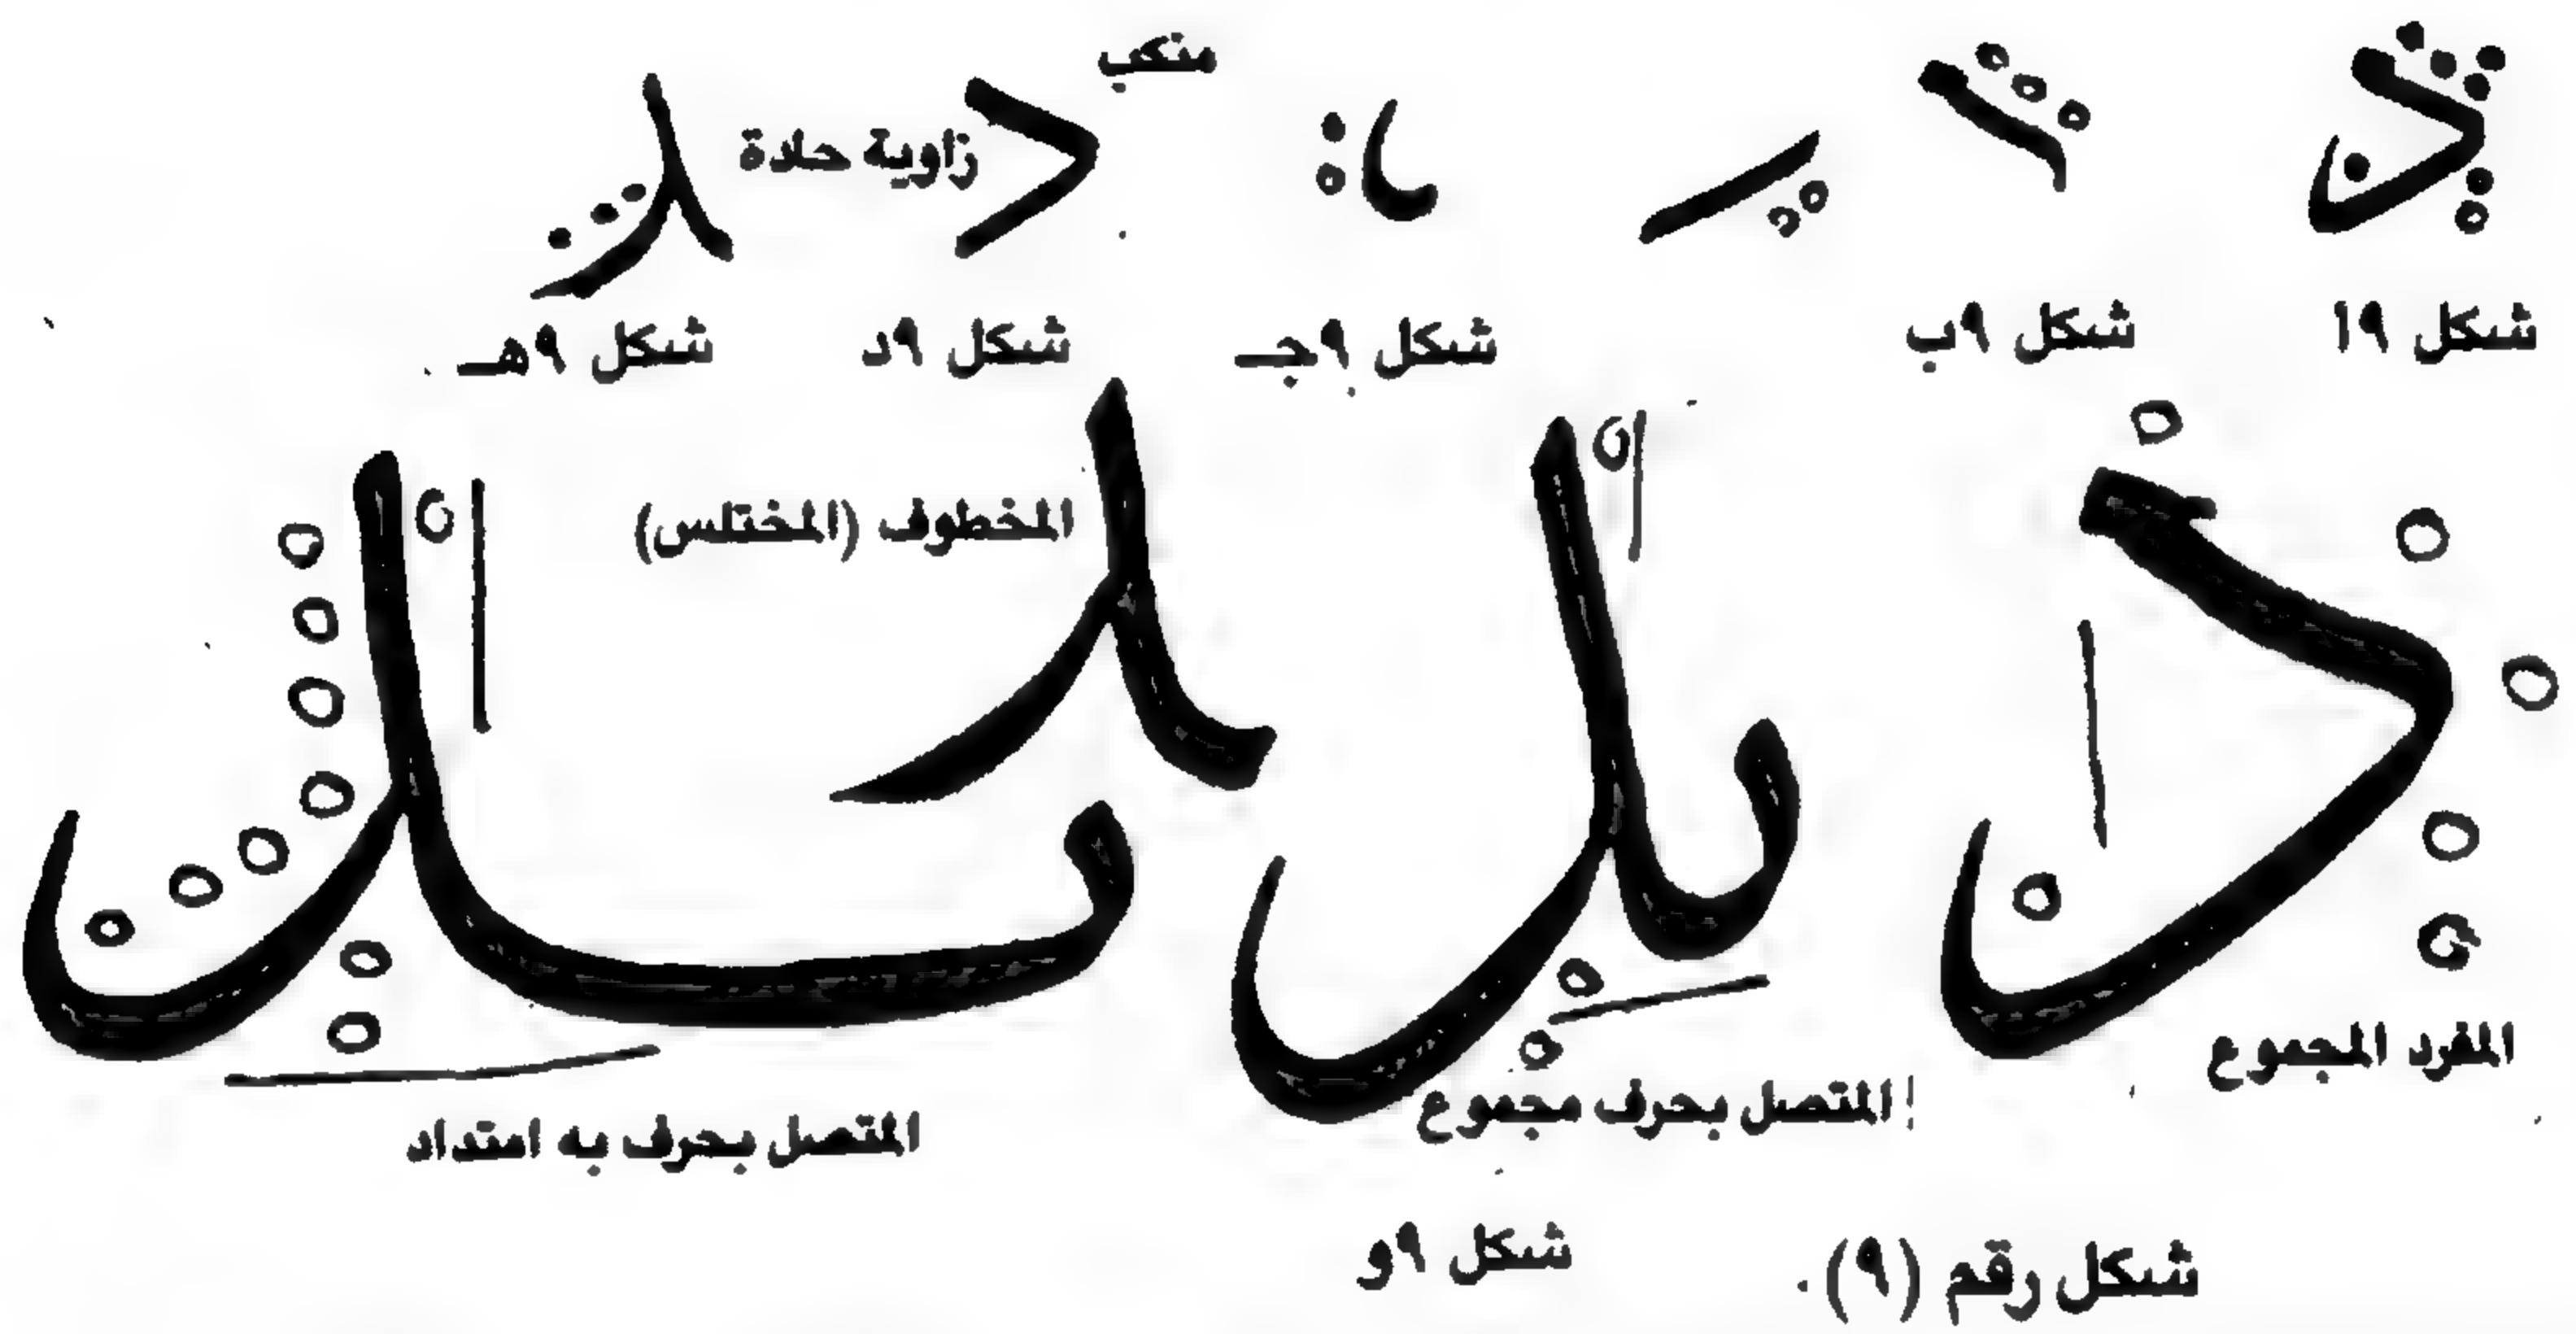 منكب
زاوية حادة
شكل ٩أ
شكل ٩ب
شكل ٩جـ
شكل ٩د
شكل ٩هـ
المخطوف (المختلس)
المفرد المجموع
المتصل بحرف مجموع
المتصل بحرف به امتداد
شكل ٩و
شكل رقم (٩).